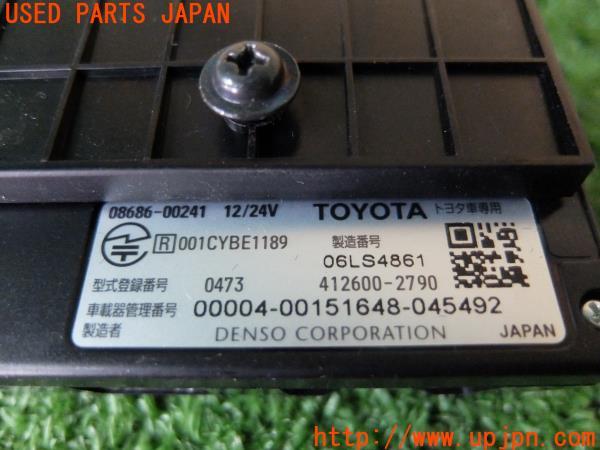 USED PARTS JAPAN
08686-00241 12/24V TOYOTA トヨタ車専用
R 001CYBE1189 製造番号
06LS4861
型式登録番号 0473 412600-2790
車載器管理番号 00004-00151648-045492
製造者 DENSO CORPORATION JAPAN
http://www.upjpn.com